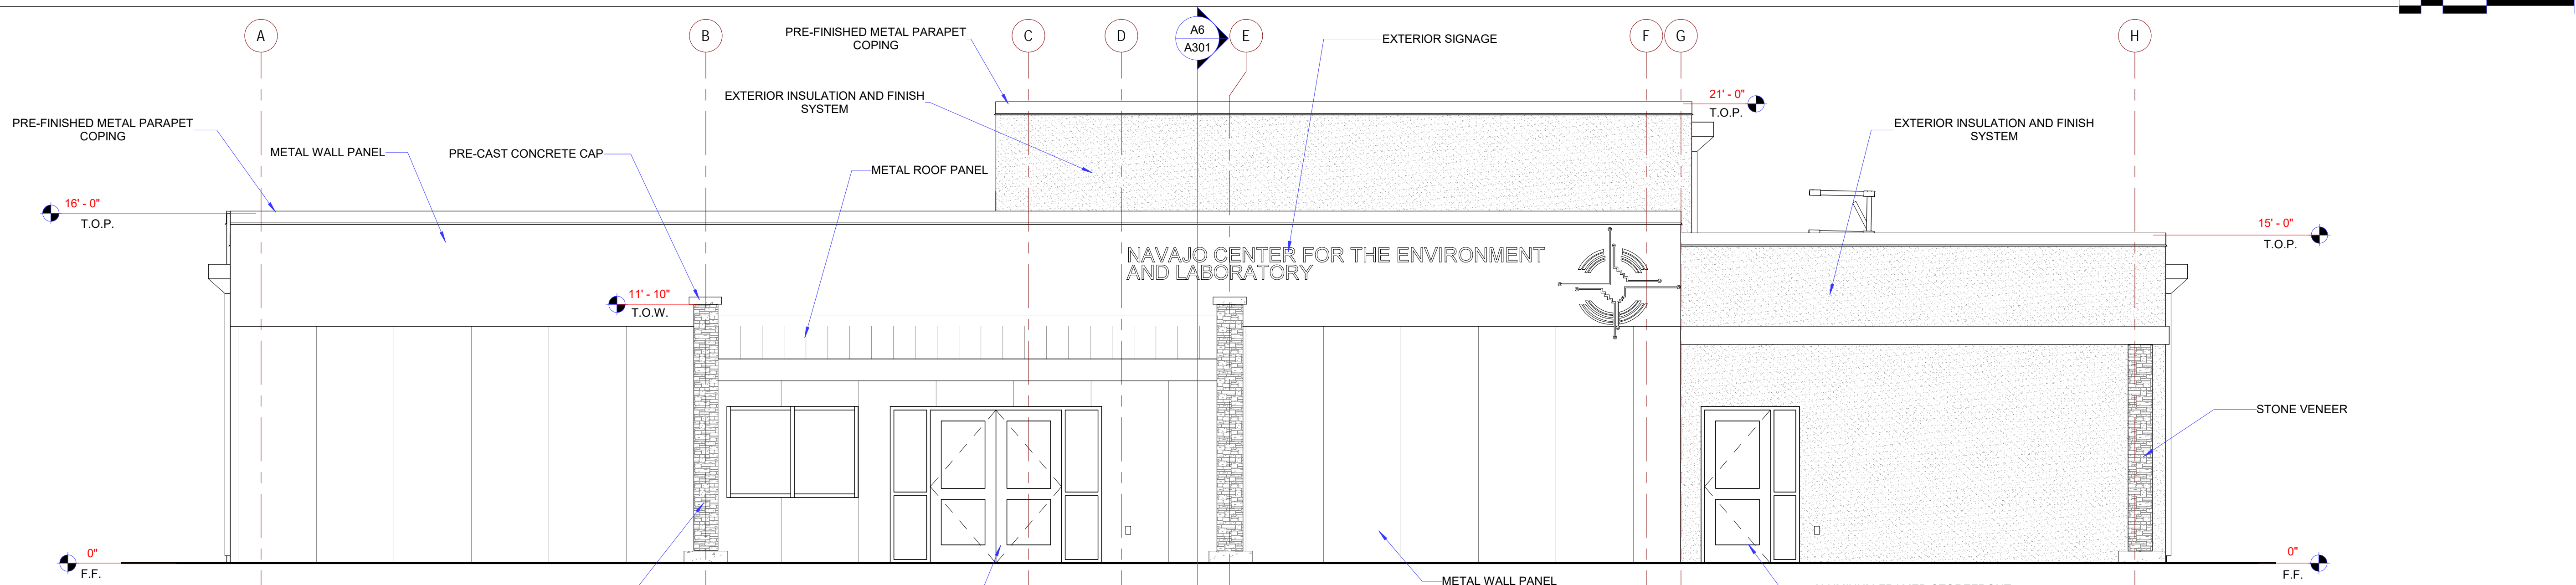 A
B
C
D
A6
A301
E
F
G
H
PRE-FINISHED METAL PARAPET
COPING
EXTERIOR SIGNAGE
EXTERIOR INSULATION AND FINISH
SYSTEM
21' - 0"
T.O.P.
PRE-FINISHED METAL PARAPET
COPING
METAL WALL PANEL
PRE-CAST CONCRETE CAP
METAL ROOF PANEL
EXTERIOR INSULATION AND FINISH
SYSTEM
16' - 0"
T.O.P.
15' - 0"
T.O.P.
NAVAJO CENTER FOR THE ENVIRONMENT
AND LABORATORY
11' - 10"
T.O.W.
STONE VENEER
0"
F.F.
METAL WALL PANEL
0"
F.F.